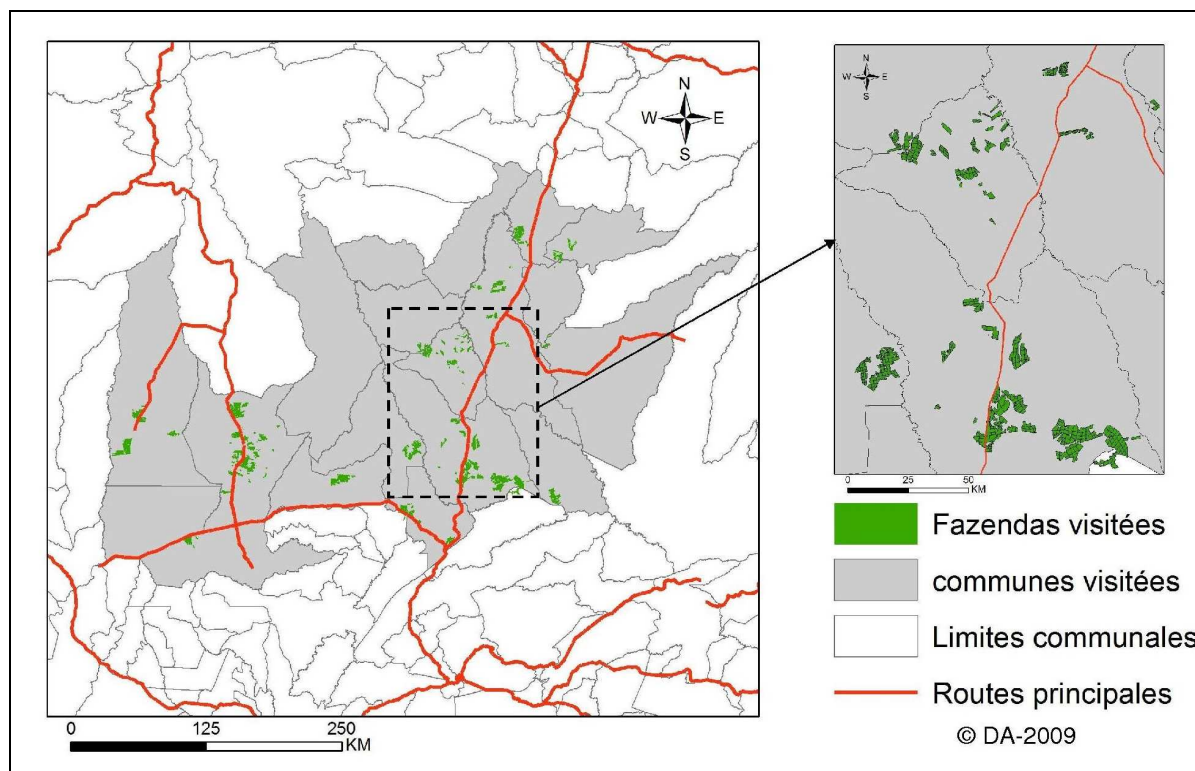 N
W E
S
0 125 250
KM
N
W E
S
0 25 50
KM
Fazendas visitées
communes visitées
Limites communales
Routes principales
© DA-2009